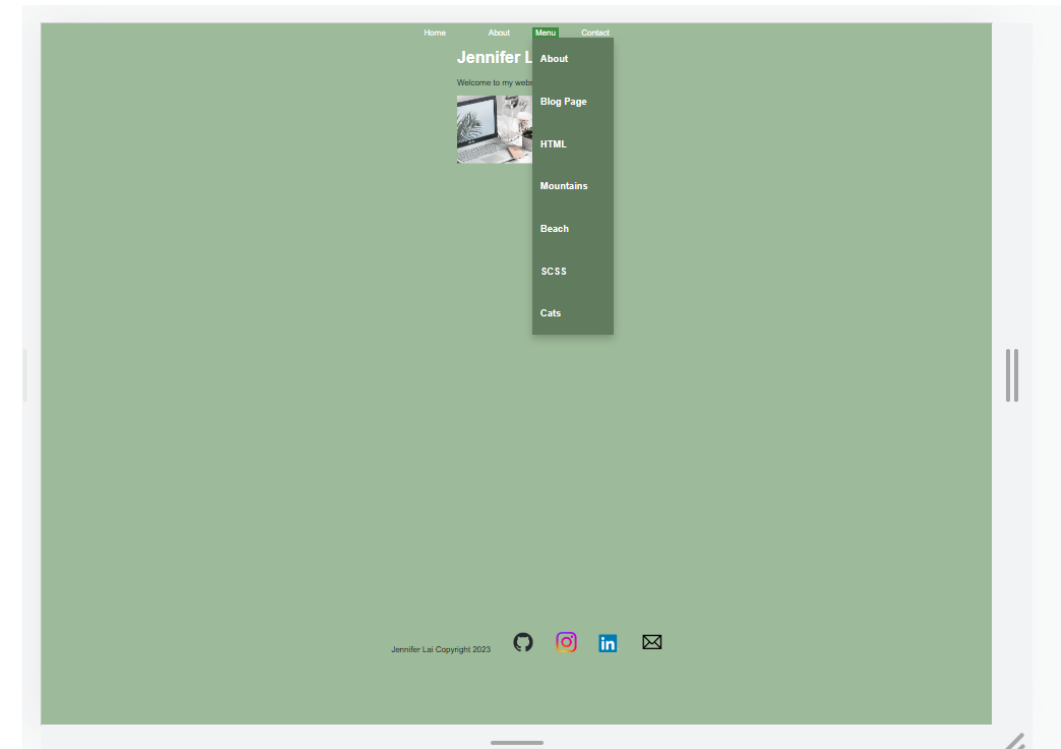 Home About Menu Contact
Jennifer L
Welcome to my webs
About
Blog Page
HTML
Mountains
Beach
SCSS
Cats
Jennifer Lai Copyright 2023 in